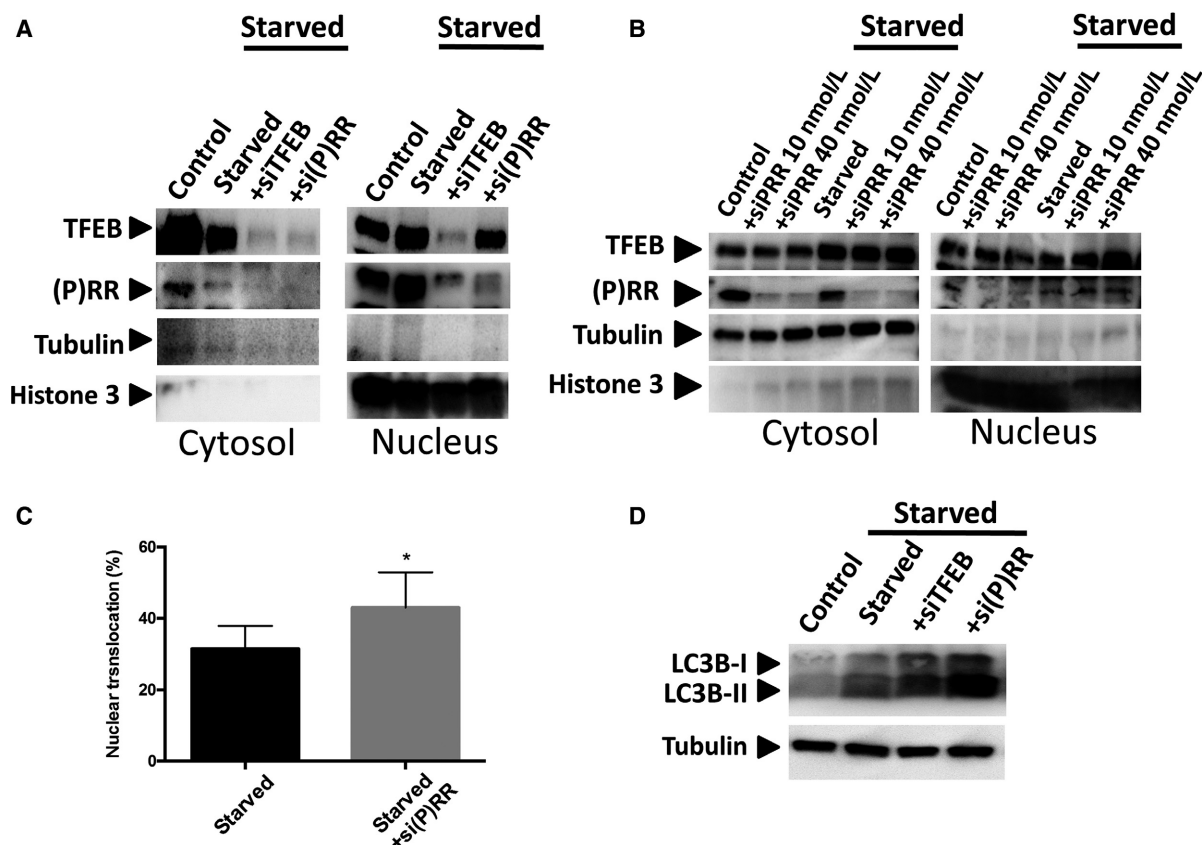 A
Starved
Starved
Control
Starved
+siTFEB
+si(P)RR
Control
Starved
+siTFEB
+si(P)RR
TFEB
(P)RR
Tubulin
Histone 3
Cytosol
Nucleus
B
Starved
Starved
Control
+siPRR 10 nmol/L
+siPRR 40 nmol/L
Starved
+siPRR 10 nmol/L
+siPRR 40 nmol/L
Control
+siPRR 10 nmol/L
+siPRR 40 nmol/L
Starved
+siPRR 10 nmol/L
+siPRR 40 nmol/L
TFEB
(P)RR
Tubulin
Histone 3
Cytosol
Nucleus
C
Nuclear trsnslocation (%)
60
40
20
0
*
Starved
Starved
+si(P)RR
D
Starved
Control
Starved
+siTFEB
+si(P)RR
LC3B-I
LC3B-II
Tubulin